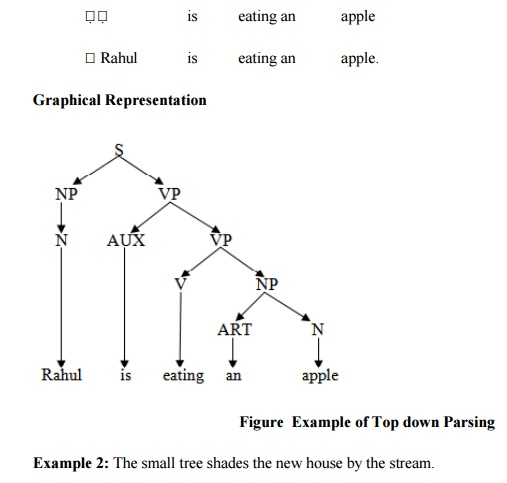 is eating an apple
Rahul is eating an apple.
Graphical Representation
S
NP VP
N AUX VP
V NP
ART N
Rahul is eating an apple
Figure Example of Top down Parsing
Example 2: The small tree shades the new house by the stream.